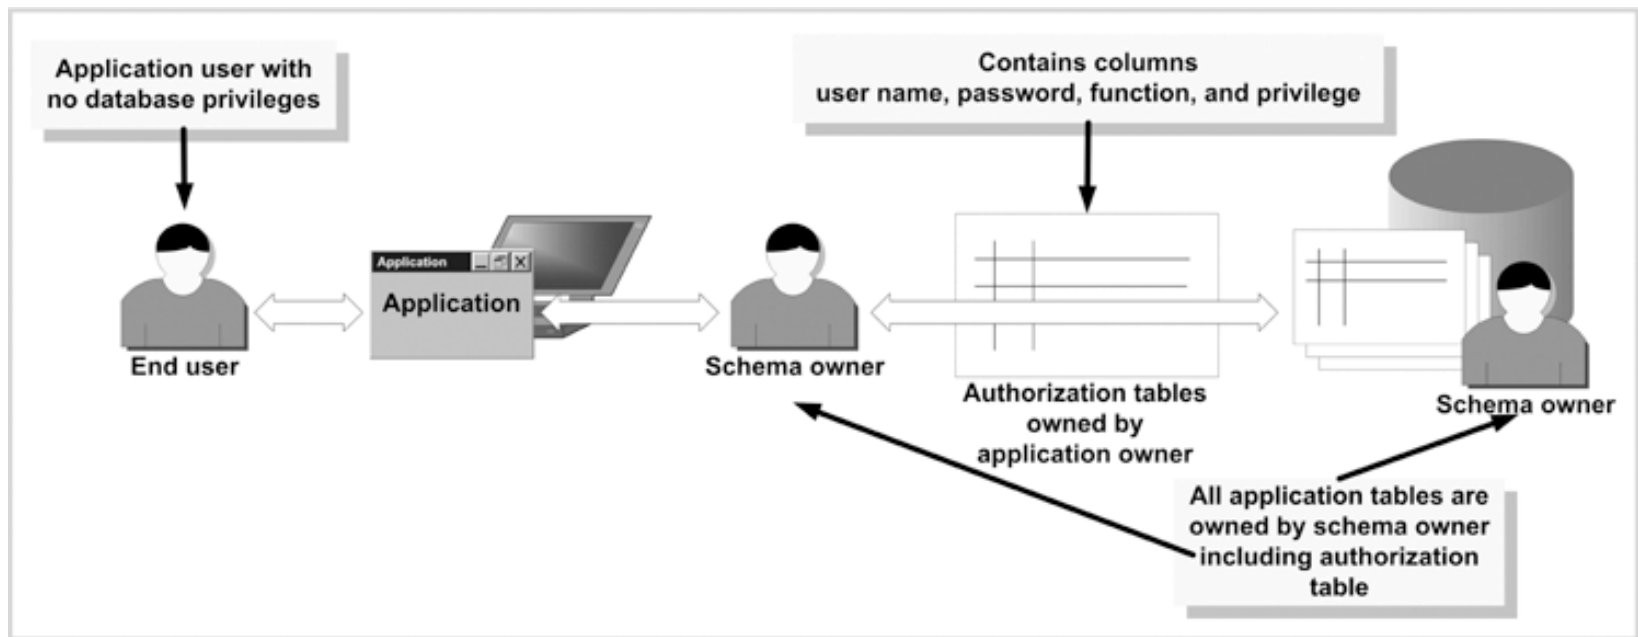 Application user with
no database privileges
Contains columns
user name, password, function, and privilege
Application
Application
End user
Schema owner
Authorization tables
owned by
application owner
Schema owner
All application tables are
owned by schema owner
including authorization
table